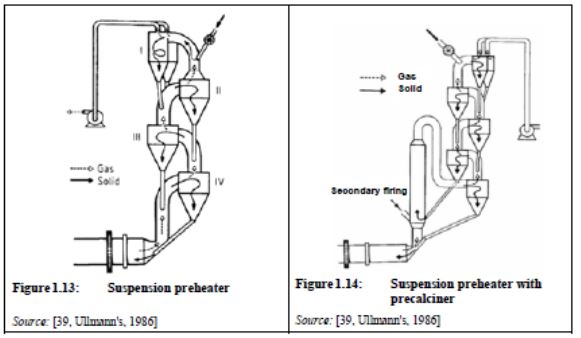 I
II
III
IV
Gas
Solid
Figure 1.13: Suspension preheater
Source: [39, Ullmann's, 1986]
Gas
Solid
Secondary firing
Figure 1.14: Suspension preheater with
precalciner
Source: [39, Ullmann's, 1986]